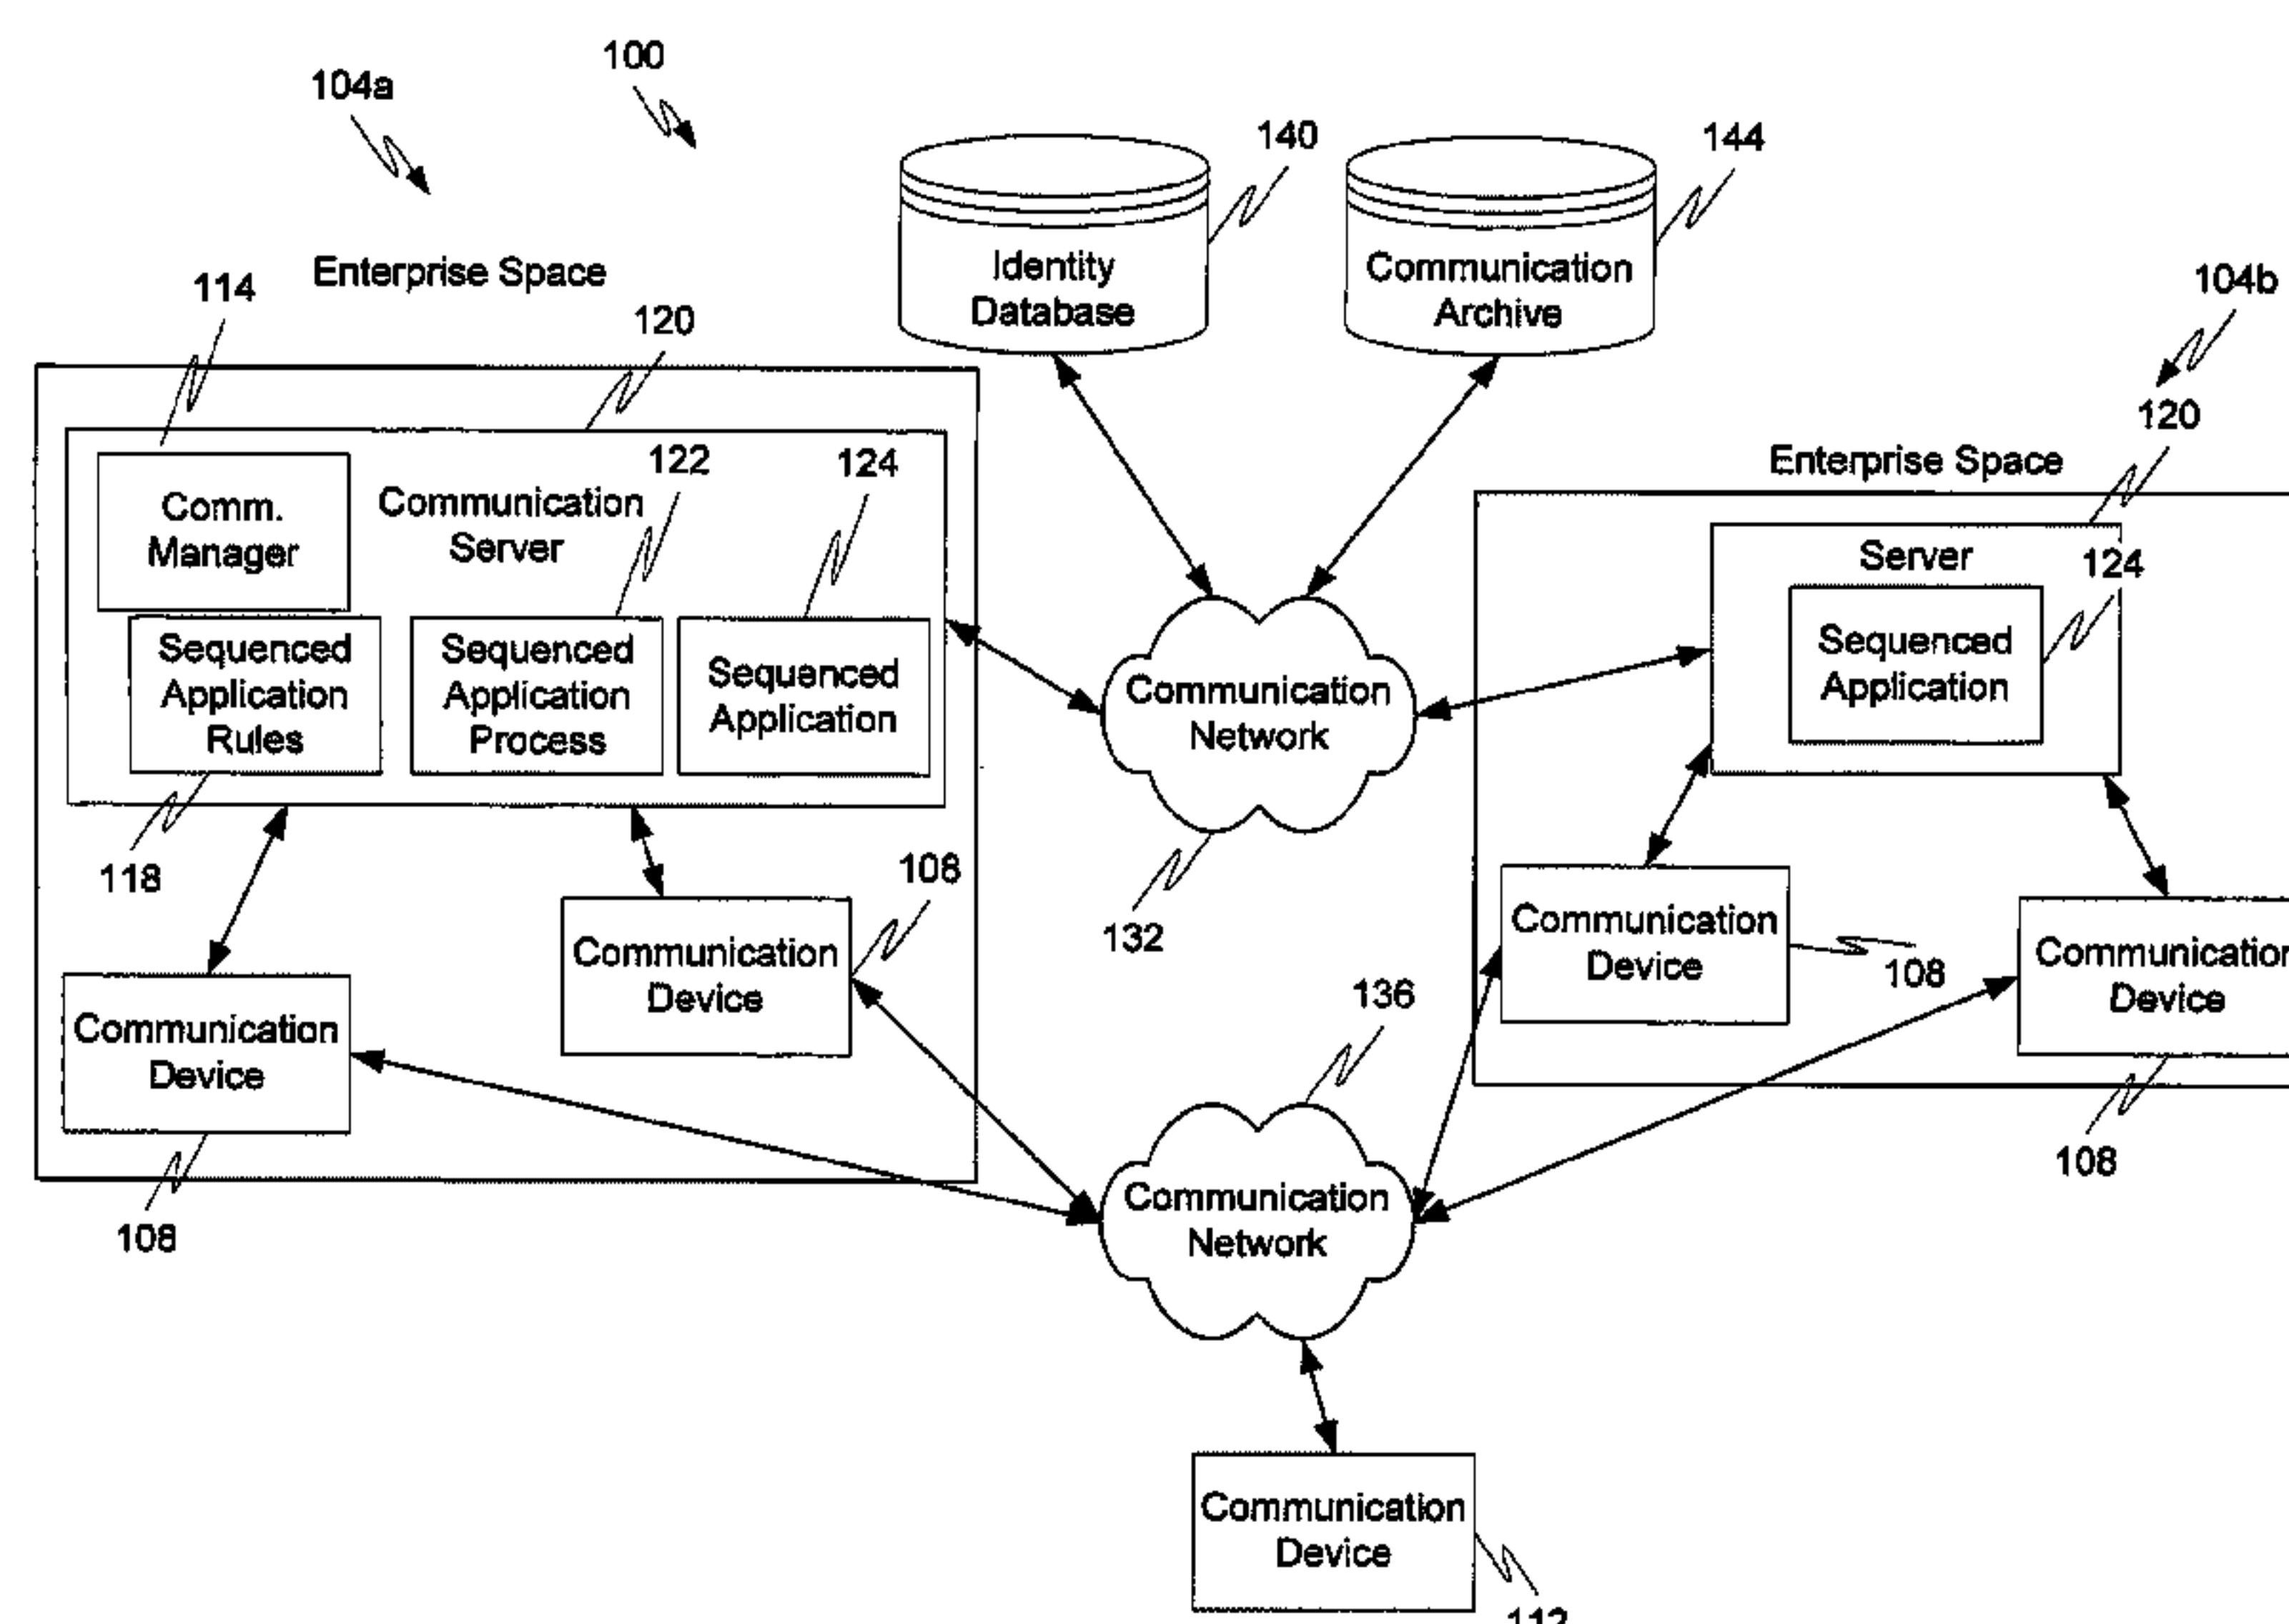 100
104a
140
144
Identity
Database
Communication
Archive
104b
Enterprise Space
114
120
120
Enterprise Space
122
124
Comm.
Manager
Communication
Server
Server
124
Sequenced
Application
Rules
Sequenced
Application
Process
Sequenced
Application
Communication
Network
Sequenced
Application
118
108
132
Communication
Device
Communication
Device
108
Communication
Device
136
Communication
Device
108
108
Communication
Network
Communication
Device
112